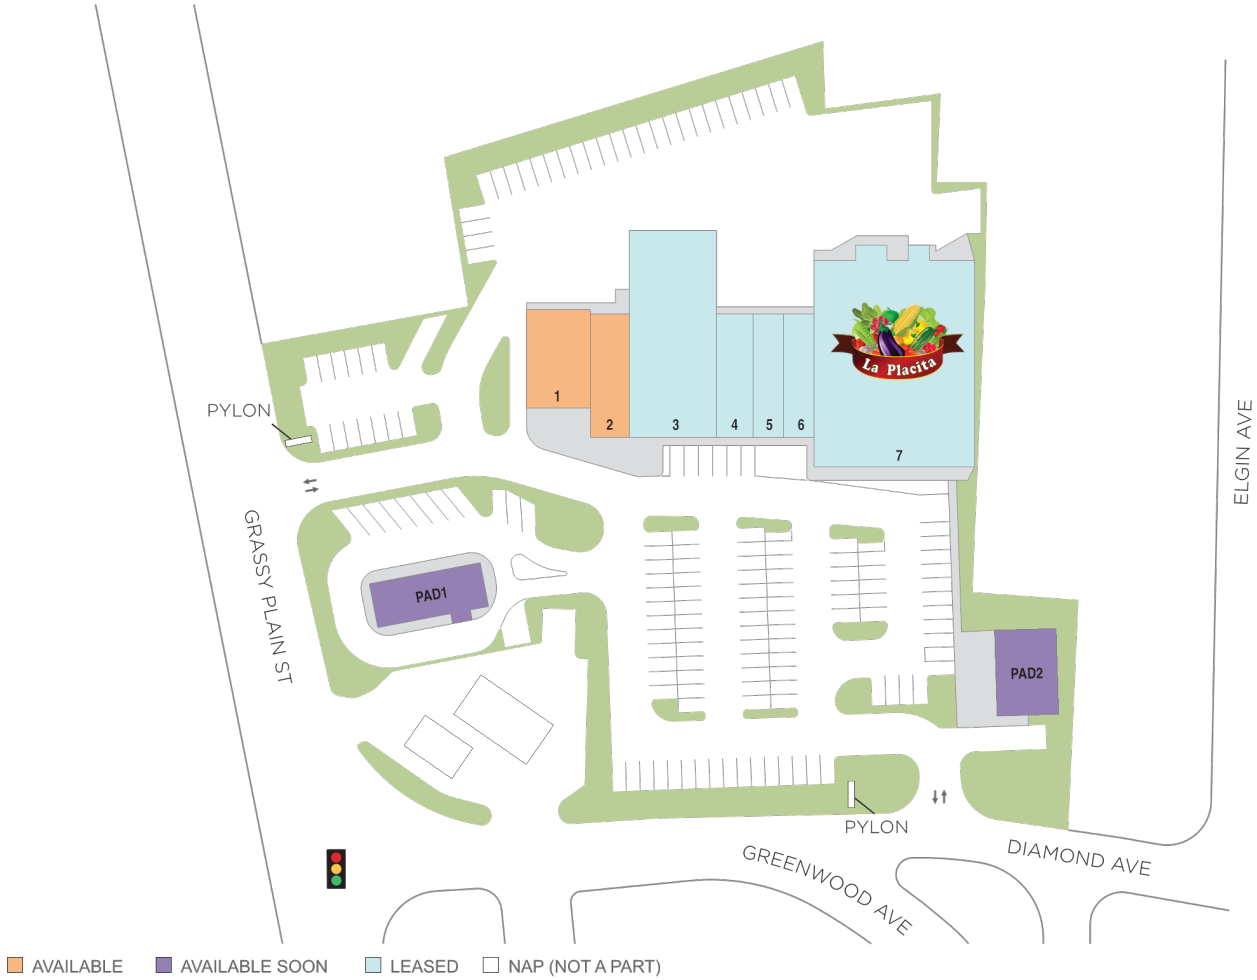 La Placita
1
2
3
4
5
6
7
PYLON
ELGIN AVE
GRASSY PLAIN ST
PAD1
PAD2
PYLON
GREENWOOD AVE
DIAMOND AVE
AVAILABLE
AVAILABLE SOON
LEASED
NAP (NOT A PART)